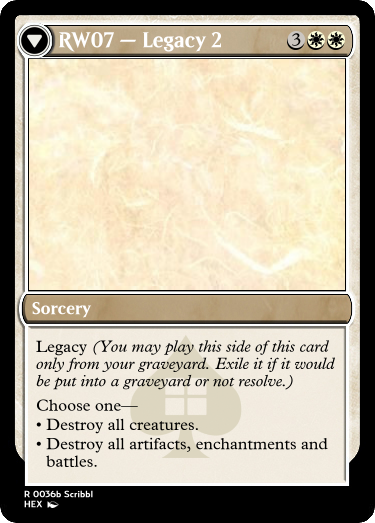 RW07 — Legacy 2 3
Sorcery
Legacy (You may play this side of this
card only from your graveyard. Exile it if it would
be put into a graveyard or not resolve.)
Choose one—
• Destroy all creatures.
• Destroy all artifacts, enchantments and
battles.
R 0036b Scribbl
HEX